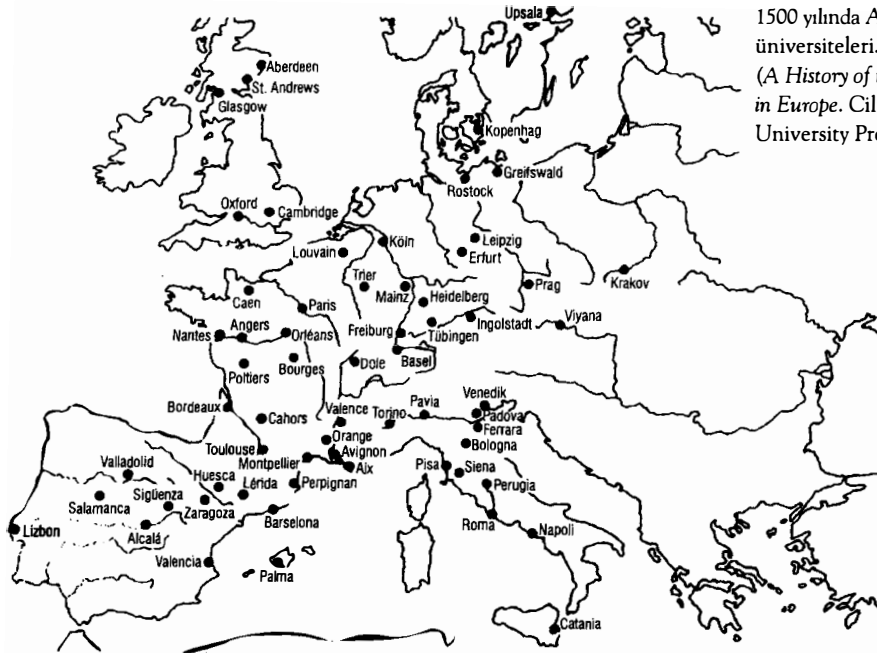 1500 yılında A
üniversiteleri.
(A History of
in Europe. Cil
University Pre
Upsala
Aberdeen
St. Andrews
Glasgow
Kopenhag
Greifswald
Rostock
Oxford
Cambridge
Köln
Leipzig
Erfurt
Louvain
Trier
Mainz
Prag
Krakov
Caen
Paris
Heidelberg
Nantes
Angers
Orléans
Freiburg
Tübingen
Ingolstadt
Viyana
Poltiers
Bourges
Dole
Basel
Bordeaux
Cahors
Valence
Torino
Pavia
Venedik
Padova
Ferrara
Orange
Bologna
Toulouse
Avignon
Montpellier
Aix
Pisa
Siena
Valladolid
Huesca
Lérida
Perpignan
Perugia
Salamanca
Sigüenza
Zaragoza
Barselona
Roma
Napoli
Lizbon
Alcalá
Valencia
Palma
Catania